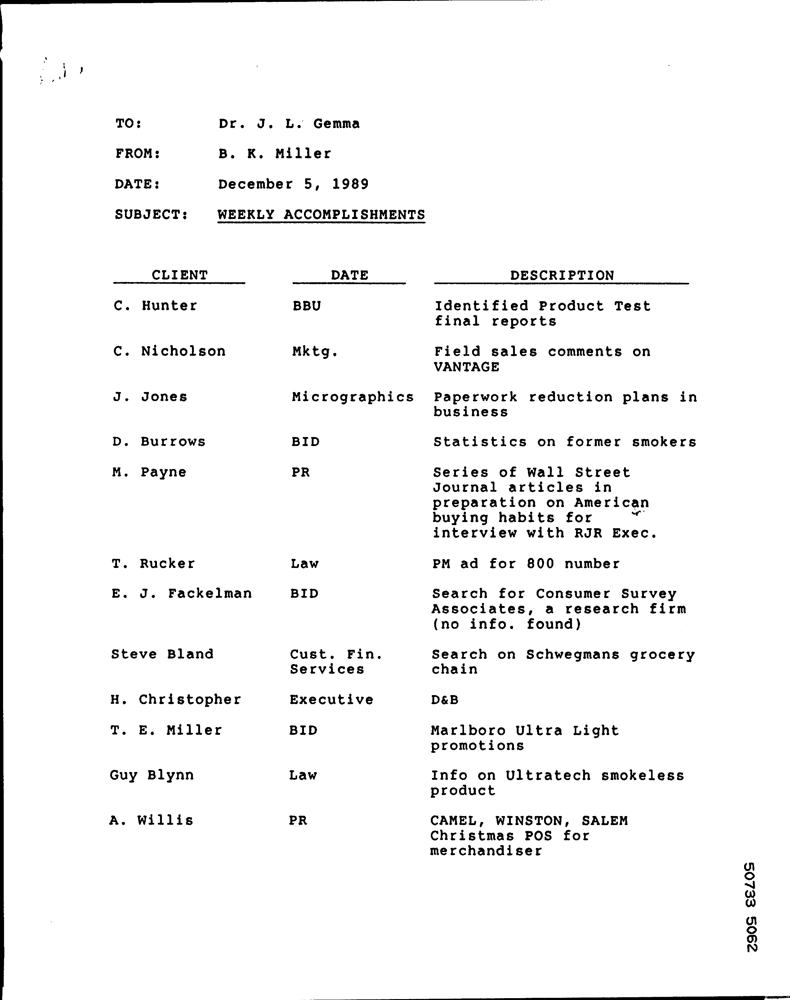 TO: Dr. J. L. Gemma
FROM: B. K. Miller
DATE: December 5, 1989
SUBJECT: WEEKLY ACCOMPLISHMENTS
CLIENT DATE DESCRIPTION
C. Hunter BBU Identified Product Test
final reports
C. Nicholson Mktg. Field sales comments on
VANTAGE
J. Jones Micrographics Paperwork reduction plans in
business
D. Burrows BID Statistics on former smokers
M. Payne PR Series of Wall Street
Journal articles in
preparation on American
buying habits for
interview with RJR Exec.
T. Rucker Law PM ad for 800 number
E. J. Fackelman BID Search for Consumer Survey
Associates, a research firm
(no info. found)
Steve Bland Cust. Fin. Search on Schwegmans grocery
Services chain
H. Christopher Executive D&B
T. E. Miller BID Marlboro Ultra Light
promotions
Guy Blynn Law Info on Ultratech smokeless
product
A. Willis PR CAMEL, WINSTON, SALEM
Christmas POS for
merchandiser
50733 5062